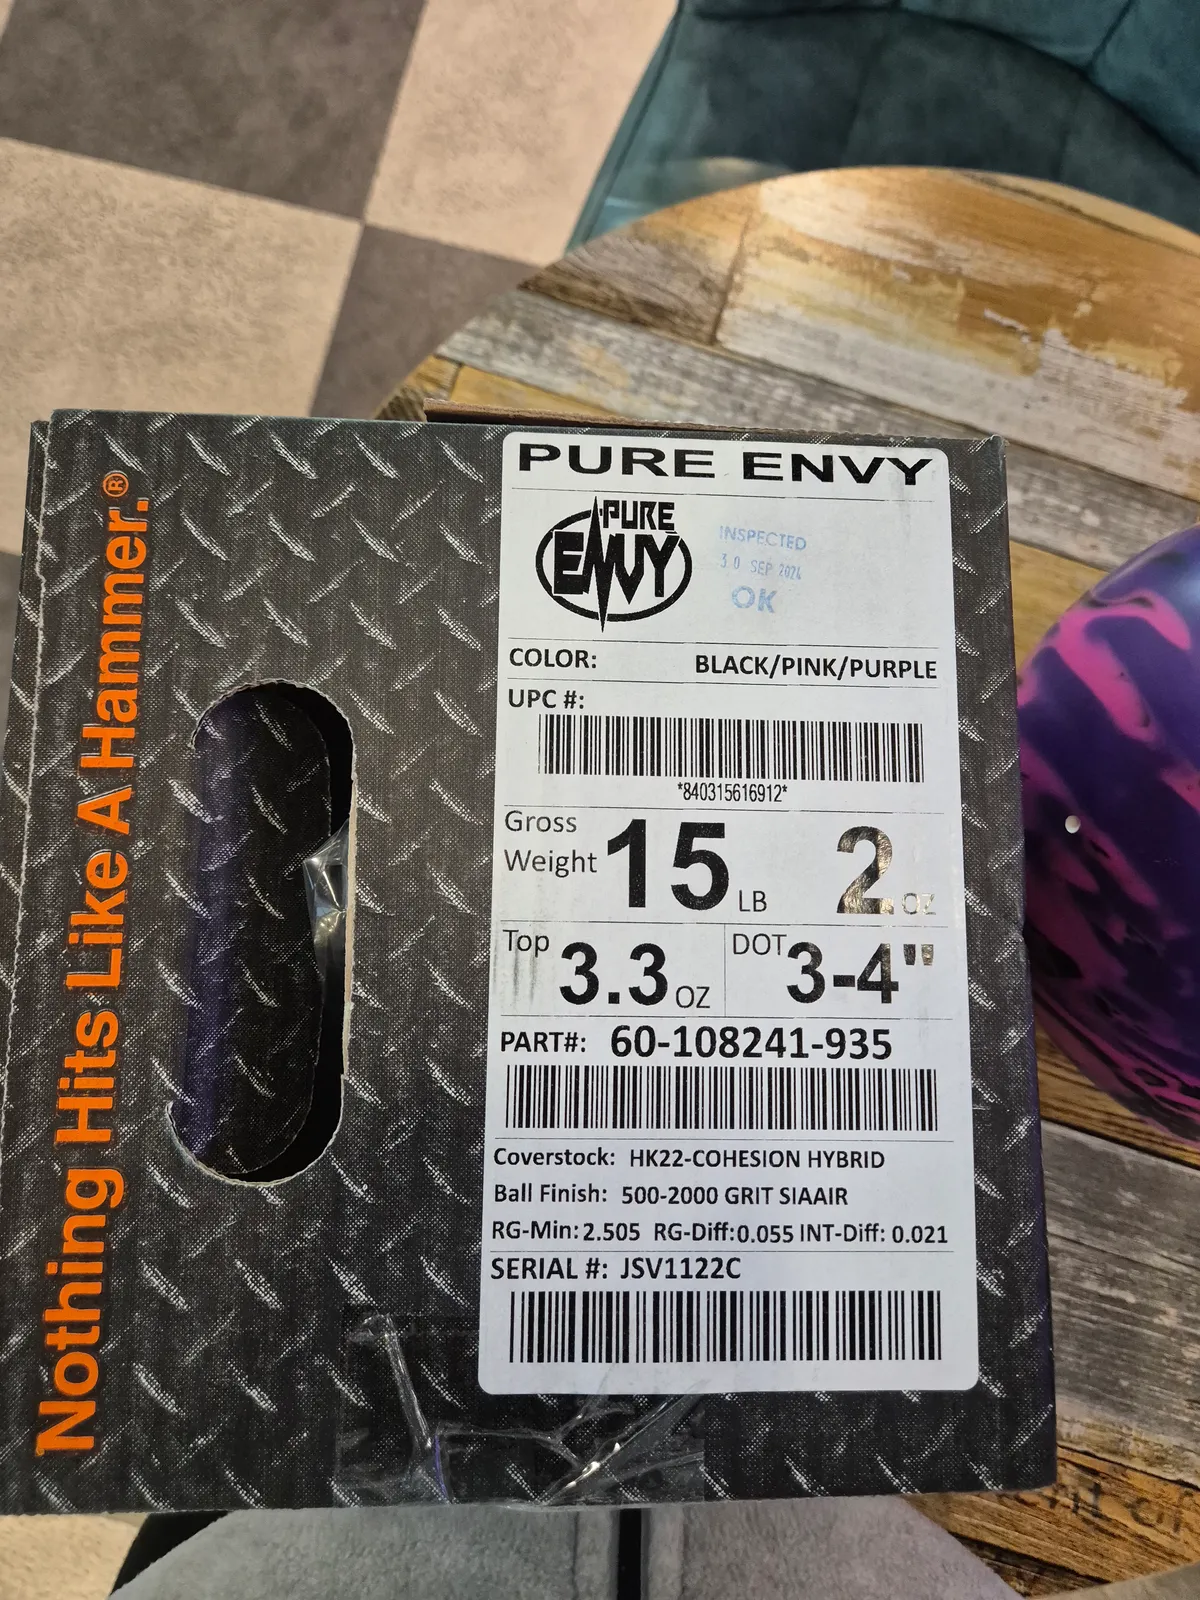 Nothing Hits Like A Hammer.®
PURE ENVY
PURE
ENVY
INSPECTED
30 SEP 2024
OK
COLOR: BLACK/PINK/PURPLE
UPC #:
*840315616912*
Gross
Weight 15 LB 2 OZ
Top 3.3 OZ DOT 3-4"
PART#: 60-108241-935
Coverstock: HK22-COHESION HYBRID
Ball Finish: 500-2000 GRIT SIAAIR
RG-Min: 2.505 RG-Diff: 0.055 INT-Diff: 0.021
SERIAL #: JSV1122C